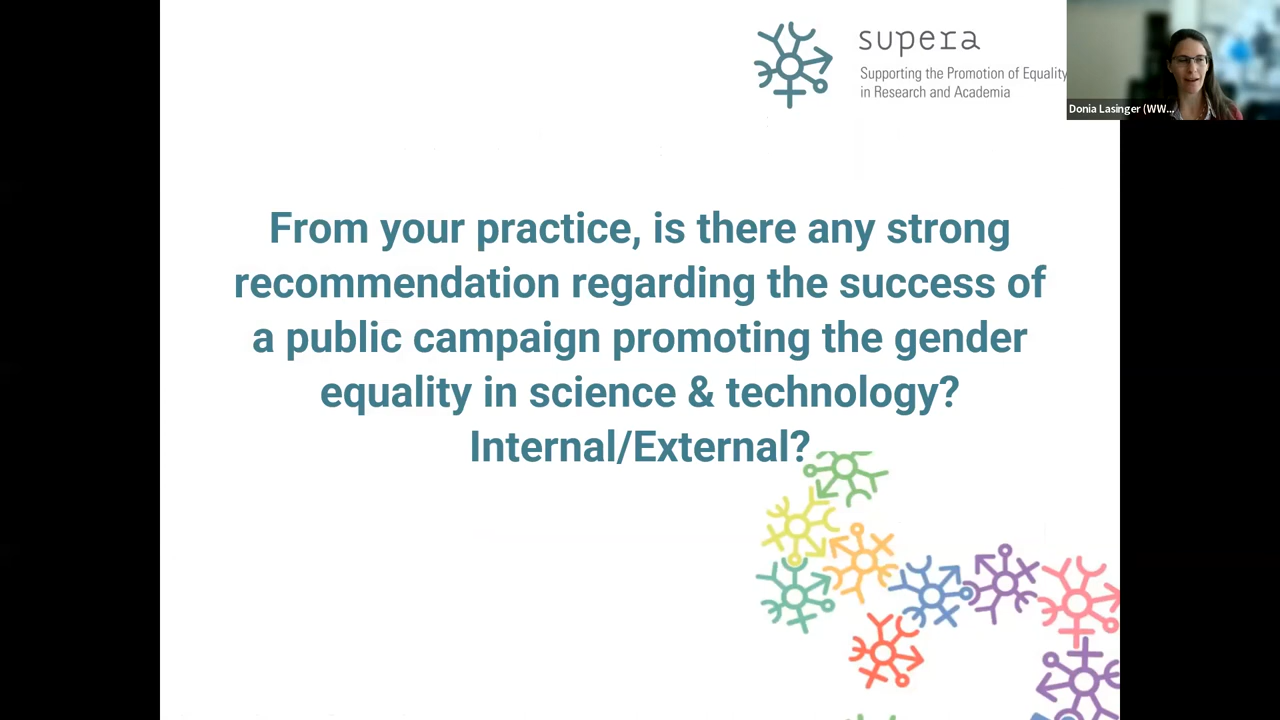 supera
Supporting the Promotion of Equality
in Research and Academia
Donia Lasinger (WW...
From your practice, is there any strong
recommendation regarding the success of
a public campaign promoting the gender
equality in science & technology?
Internal/External?